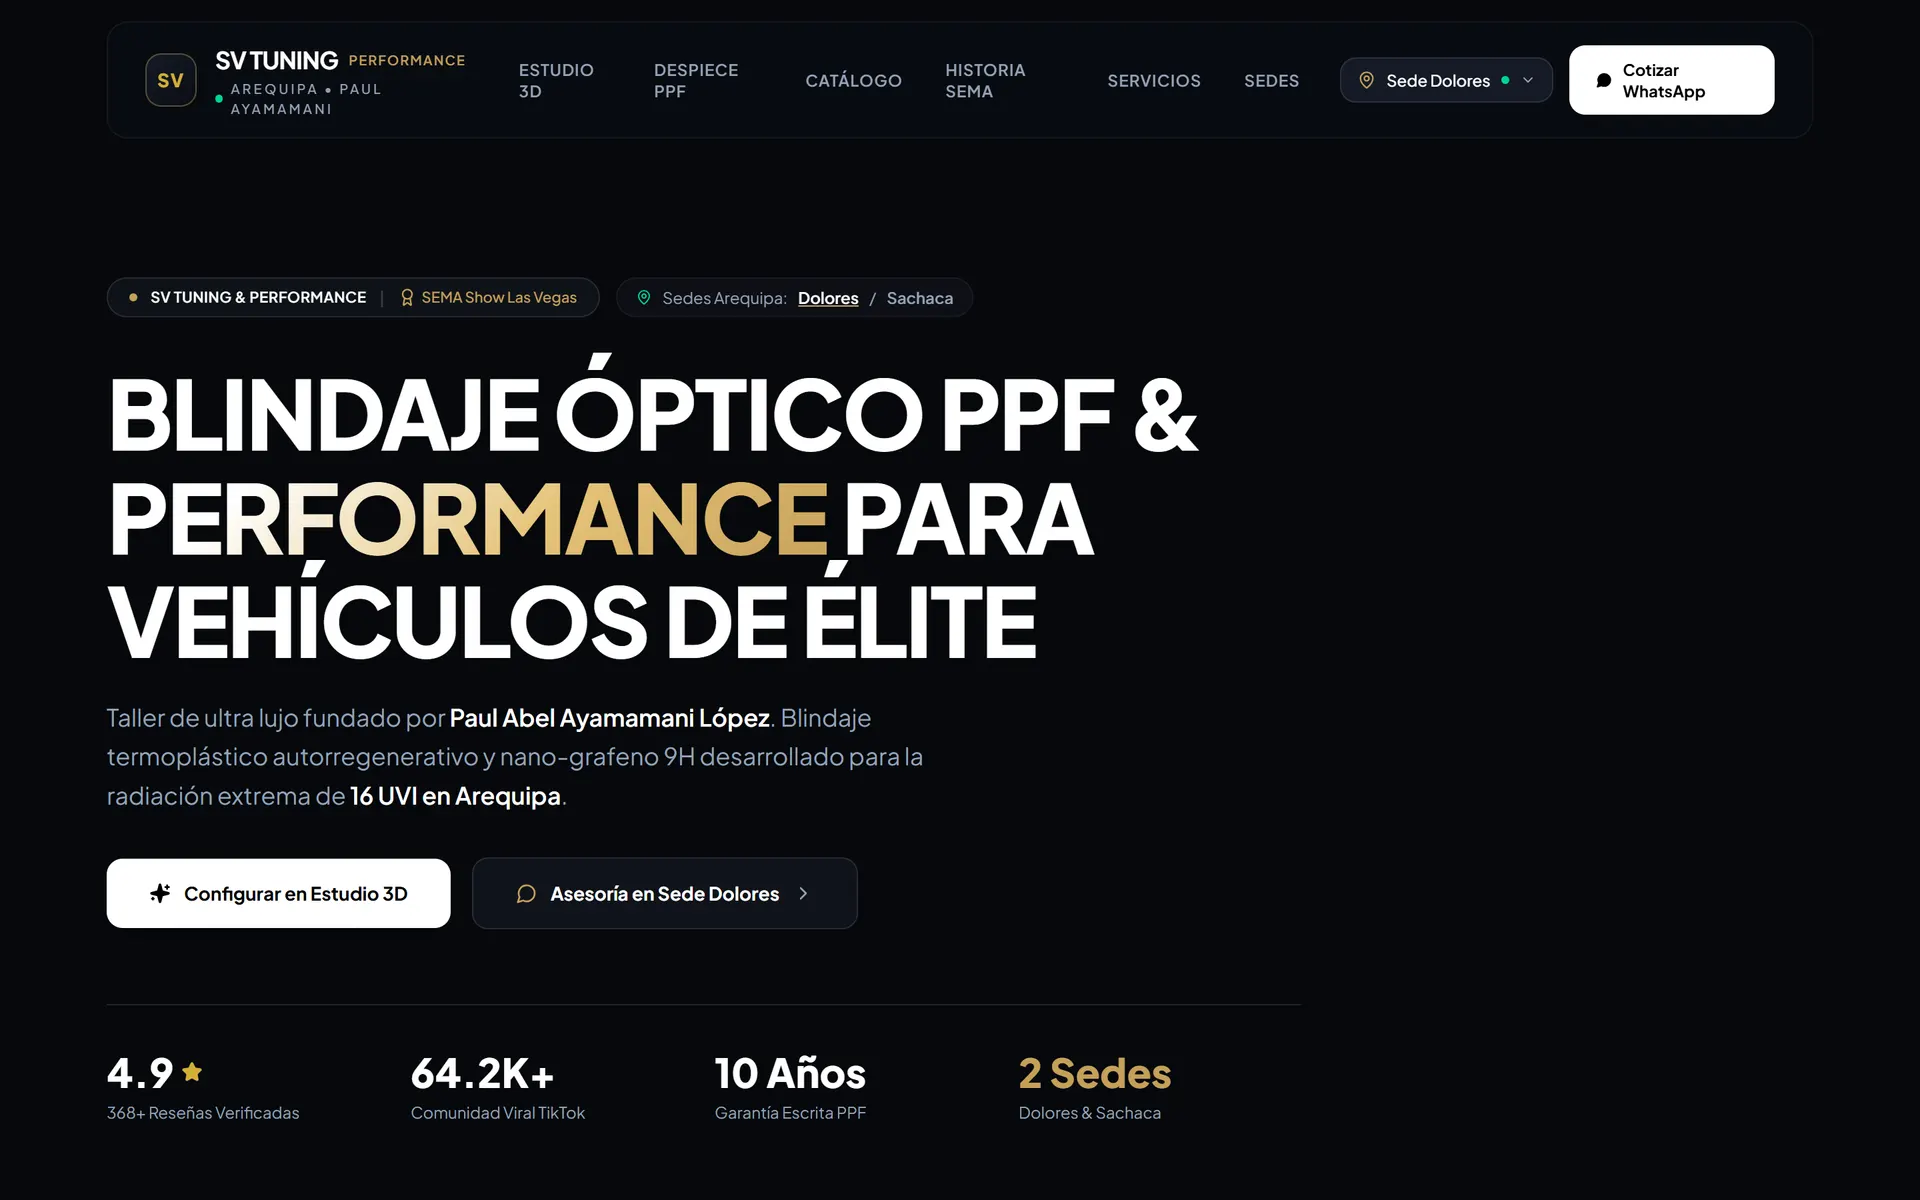 SV
SV TUNING PERFORMANCE
AREQUIPA • PAUL
AYAMAMANI
ESTUDIO
3D
DESPIECE
PPF
CATÁLOGO
HISTORIA
SEMA
SERVICIOS
SEDES
Sede Dolores
Cotizar
WhatsApp
SV TUNING & PERFORMANCE | SEMA Show Las Vegas
Sedes Arequipa: Dolores / Sachaca
BLINDAJE ÓPTICO PPF &
PERFORMANCE PARA
VEHÍCULOS DE ÉLITE
Taller de ultra lujo fundado por Paul Abel Ayamamani López. Blindaje
termoplástico autorregenerativo y nano-grafeno 9H desarrollado para la
radiación extrema de 16 UVI en Arequipa.
Configurar en Estudio 3D
Asesoría en Sede Dolores
4.9
368+ Reseñas Verificadas
64.2K+
Comunidad Viral TikTok
10 Años
Garantía Escrita PPF
2 Sedes
Dolores & Sachaca